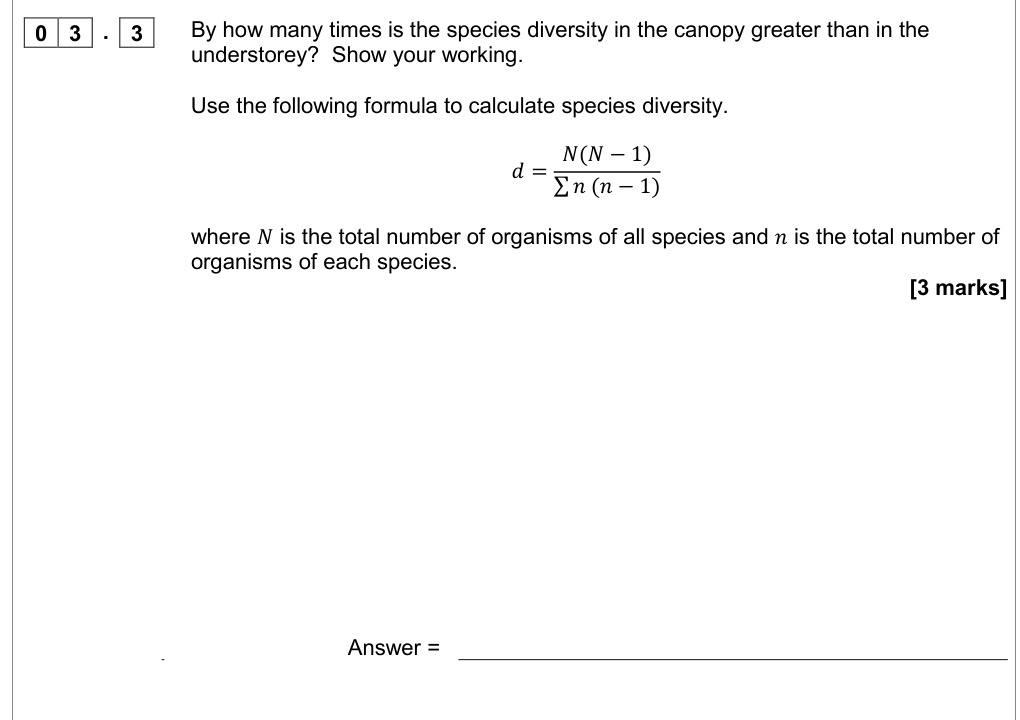 0 3 . 3 By how many times is the species diversity in the canopy greater than in the
understorey? Show your working.
Use the following formula to calculate species diversity.
d = N(N − 1) / ∑ n (n − 1)
where N is the total number of organisms of all species and n is the total number of
organisms of each species.
[3 marks]
Answer =